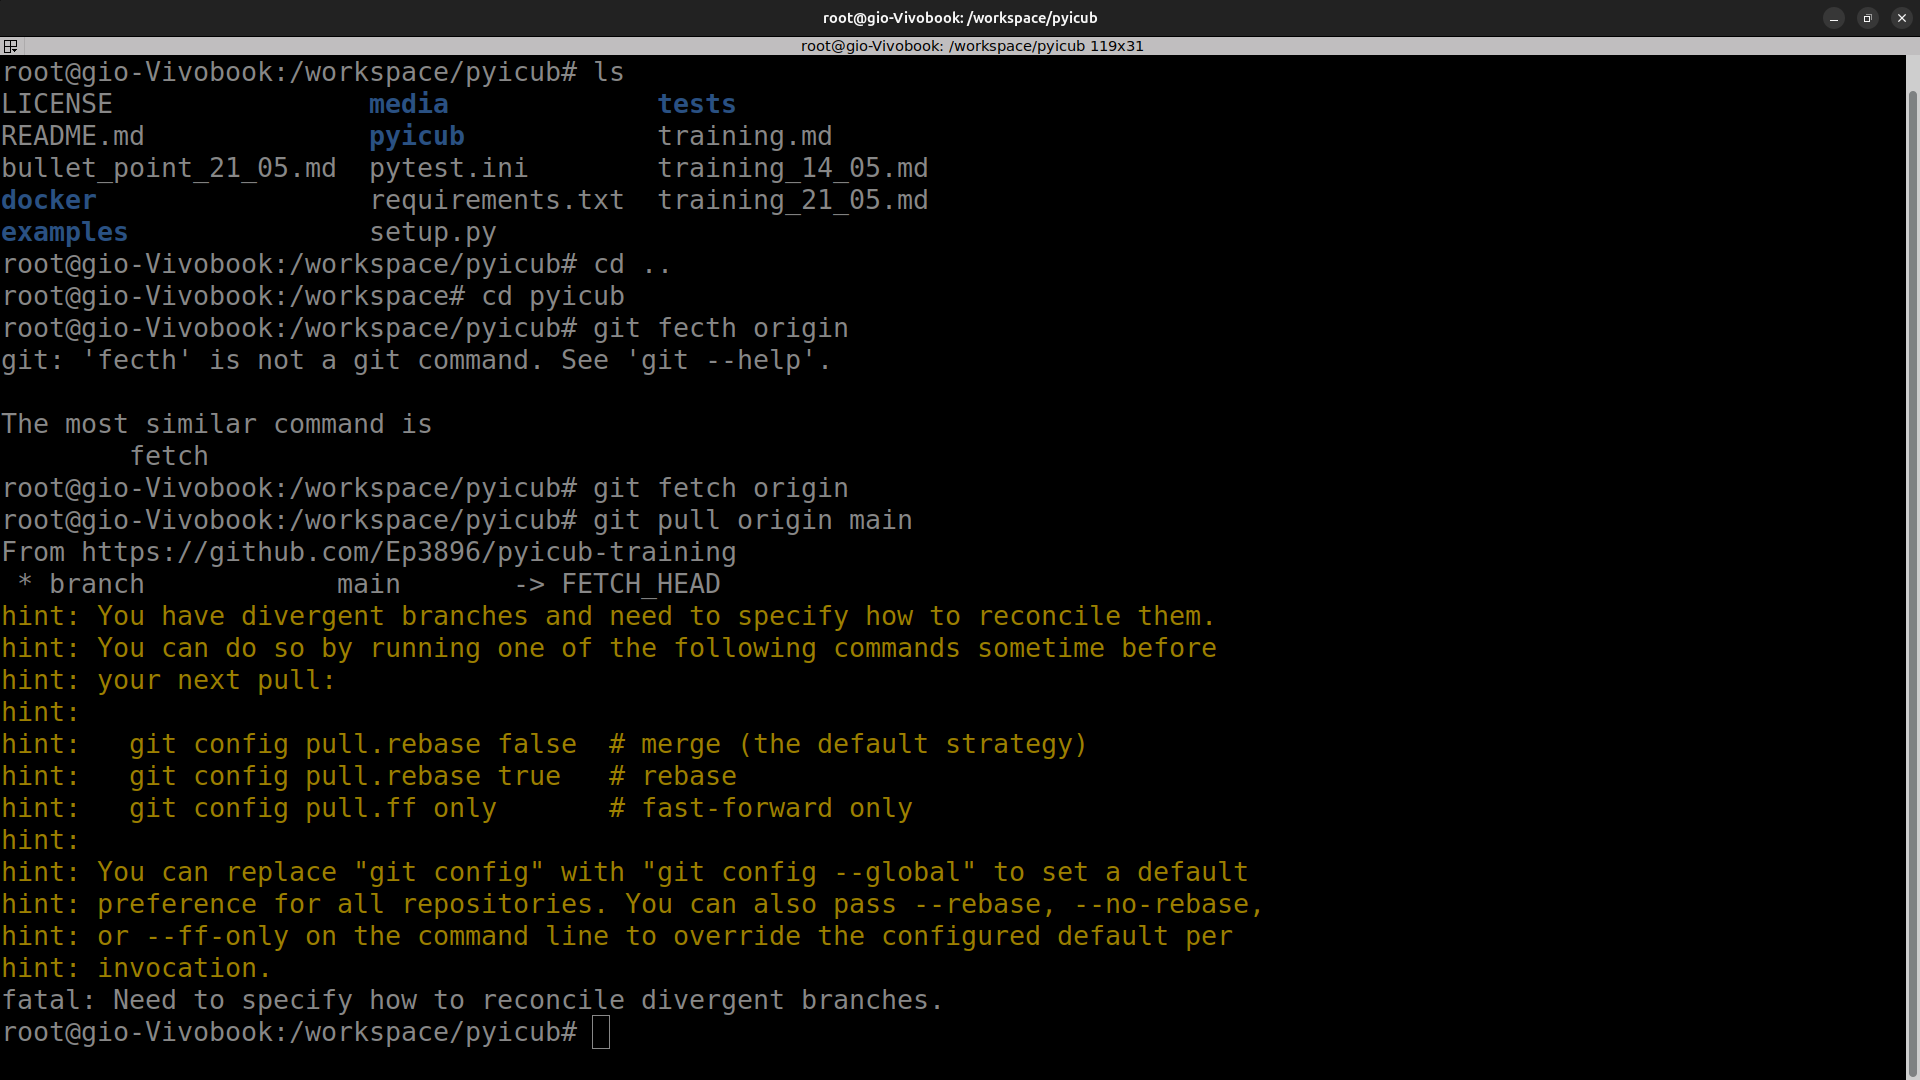 root@gio-Vivobook: /workspace/pyicub
root@gio-Vivobook: /workspace/pyicub 119x31
root@gio-Vivobook:/workspace/pyicub# ls
LICENSE                media             tests
README.md              pyicub            training.md
bullet_point_21_05.md  pytest.ini        training_14_05.md
docker                 requirements.txt  training_21_05.md
examples               setup.py
root@gio-Vivobook:/workspace/pyicub# cd ..
root@gio-Vivobook:/workspace# cd pyicub
root@gio-Vivobook:/workspace/pyicub# git fecth origin
git: 'fecth' is not a git command. See 'git --help'.
The most similar command is
        fetch
root@gio-Vivobook:/workspace/pyicub# git fetch origin
root@gio-Vivobook:/workspace/pyicub# git pull origin main
From https://github.com/Ep3896/pyicub-training
 * branch            main       -> FETCH_HEAD
hint: You have divergent branches and need to specify how to reconcile them.
hint: You can do so by running one of the following commands sometime before
hint: your next pull:
hint:
hint:   git config pull.rebase false  # merge (the default strategy)
hint:   git config pull.rebase true   # rebase
hint:   git config pull.ff only       # fast-forward only
hint:
hint: You can replace "git config" with "git config --global" to set a default
hint: preference for all repositories. You can also pass --rebase, --no-rebase,
hint: or --ff-only on the command line to override the configured default per
hint: invocation.
fatal: Need to specify how to reconcile divergent branches.
root@gio-Vivobook:/workspace/pyicub#